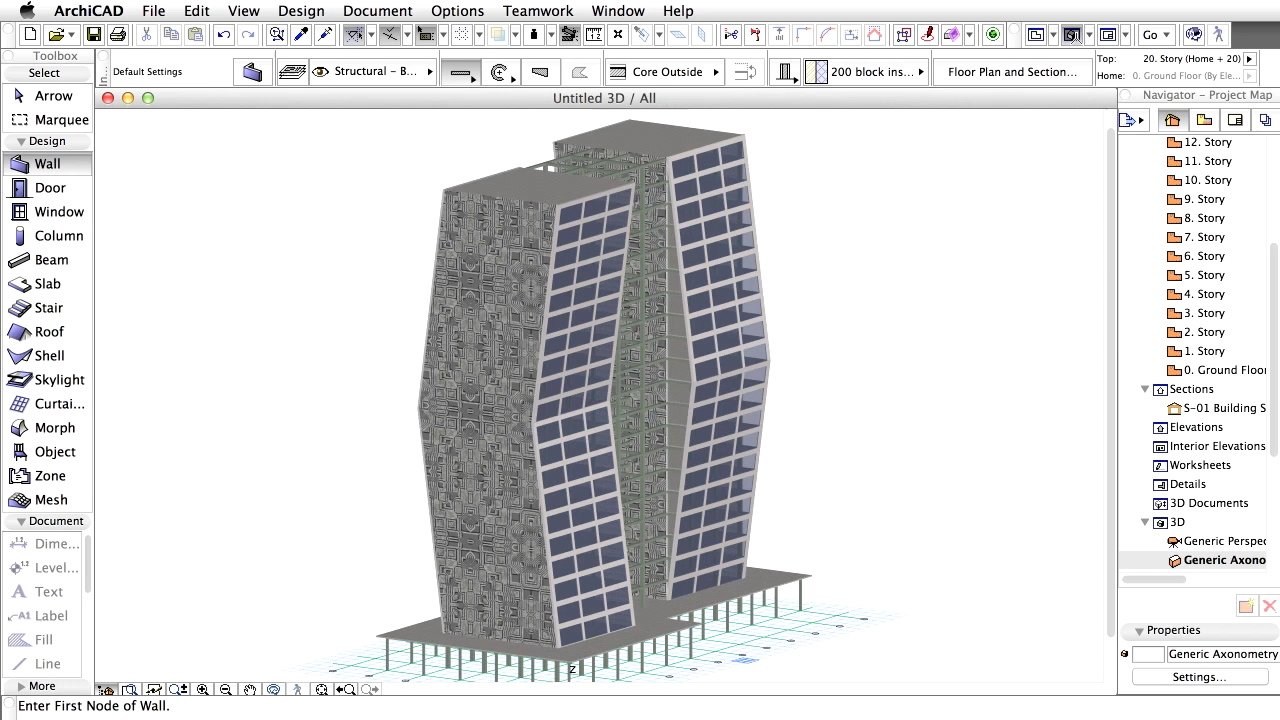 ArchiCAD File Edit View Design Document Options Teamwork Window Help
Go
Toolbox
Select
Arrow
Marquee
Design
Wall
Door
Window
Column
Beam
Slab
Stair
Roof
Shell
Skylight
Curtai...
Morph
Object
Zone
Mesh
Document
Dime...
Level...
Text
Label
Fill
Line
More
Default Settings
Structural - B...
Core Outside
200 block ins...
Floor Plan and Section...
Top: 20. Story (Home + 20)
Home: 0. Ground Floor (By Ele...
Untitled 3D / All
Z
Navigator - Project Map
12. Story
11. Story
10. Story
9. Story
8. Story
7. Story
6. Story
5. Story
4. Story
3. Story
2. Story
1. Story
0. Ground Floor
Sections
S-01 Building S
Elevations
Interior Elevations
Worksheets
Details
3D Documents
3D
Generic Perspec
Generic Axono
Properties
Generic Axonometry
Settings...
Enter First Node of Wall.